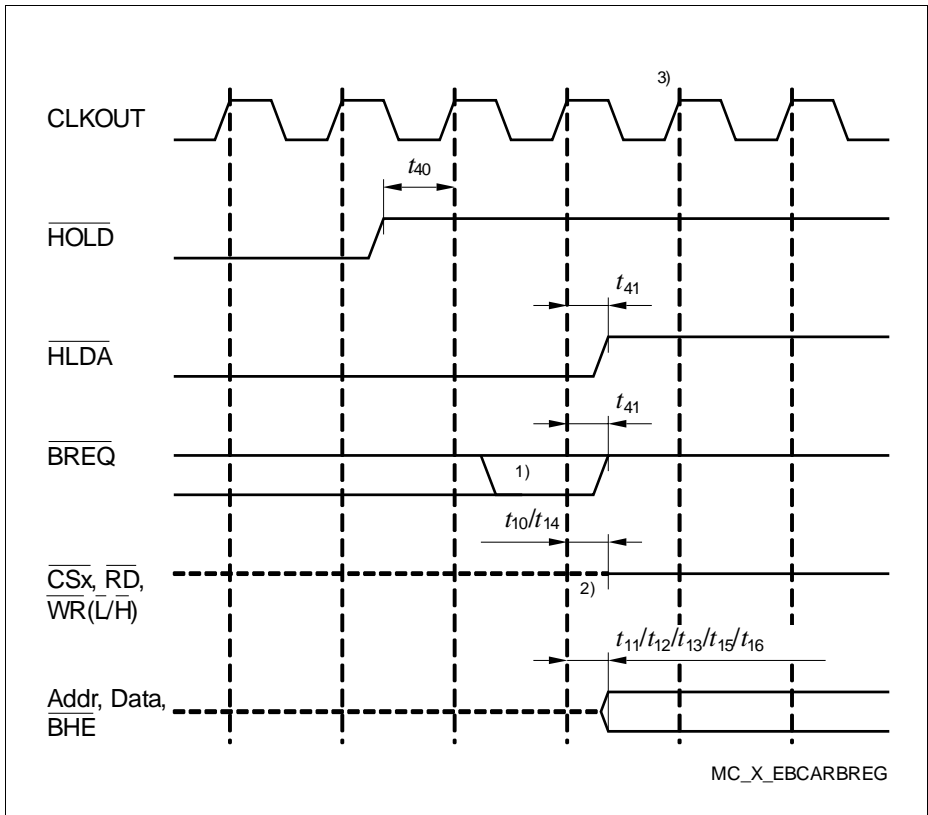 3)
CLKOUT
t40
HOLD
t41
HLDA
t41
BREQ
1)
t10/t14
CSx, RD,
WR(L/H)
2)
t11/t12/t13/t15/t16
Addr, Data,
BHE
MC_X_EBCARBREG